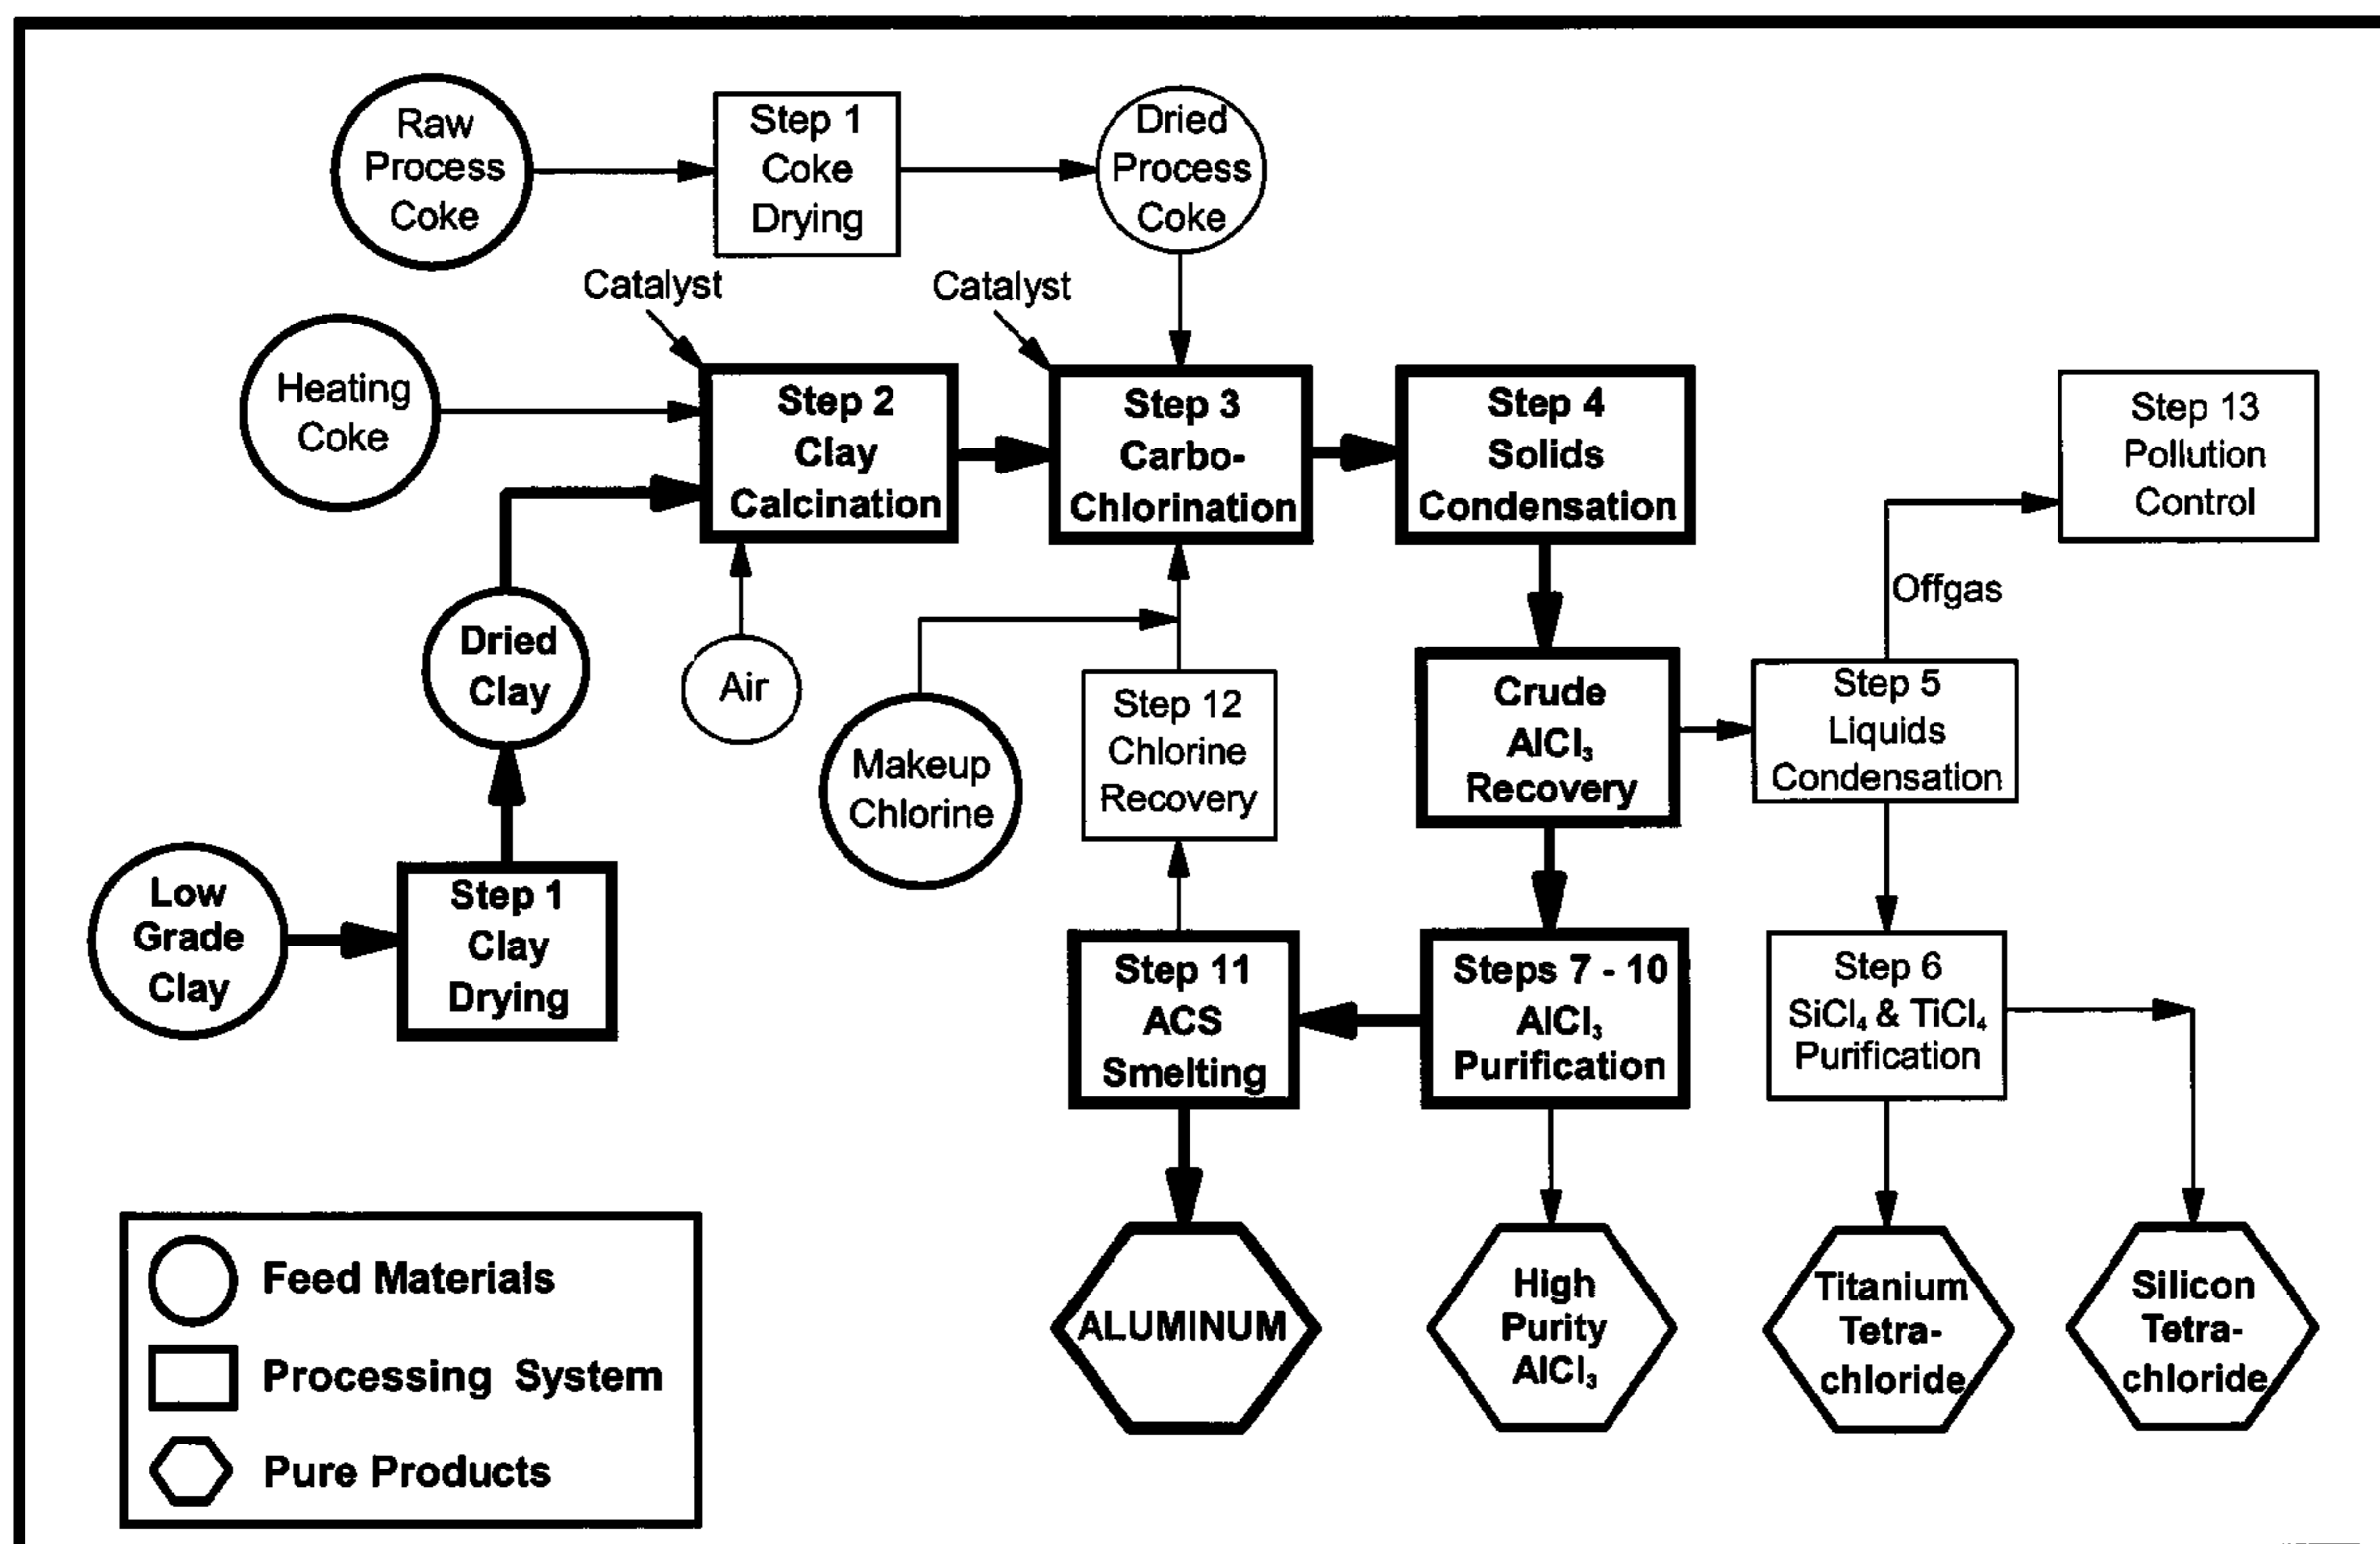 Raw
Process
Coke
Step 1
Coke
Drying
Dried
Process
Coke
Catalyst
Catalyst
Heating
Coke
Step 2
Clay
Calcination
Step 3
Carbo-
Chlorination
Step 4
Solids
Condensation
Step 13
Pollution
Control
Offgas
Dried
Clay
Air
Makeup
Chlorine
Step 12
Chlorine
Recovery
Crude
AlCl₃
Recovery
Step 5
Liquids
Condensation
Low
Grade
Clay
Step 1
Clay
Drying
Step 11
ACS
Smelting
Steps 7 - 10
AlCl₃
Purification
Step 6
SiCl₄ & TiCl₄
Purification
ALUMINUM
High
Purity
AlCl₃
Titanium
Tetra-
chloride
Silicon
Tetra-
chloride
Feed Materials
Processing System
Pure Products